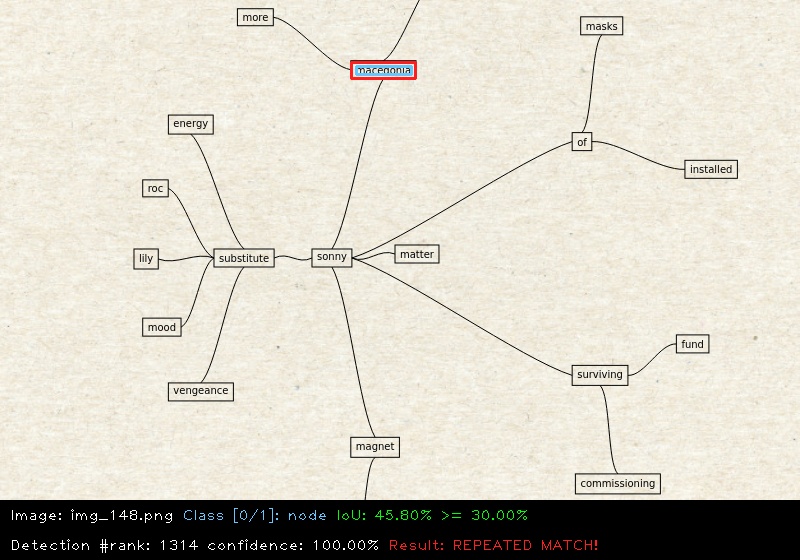 masks
more
macedonia
energy
of
installed
roc
lily
substitute
sonny
matter
mood
fund
surviving
vengeance
magnet
commissioning
Image: img_148.png Class [0/1]: node IoU: 45.80% >= 30.00%
Detection #rank: 1314 confidence: 100.00% Result: REPEATED MATCH!